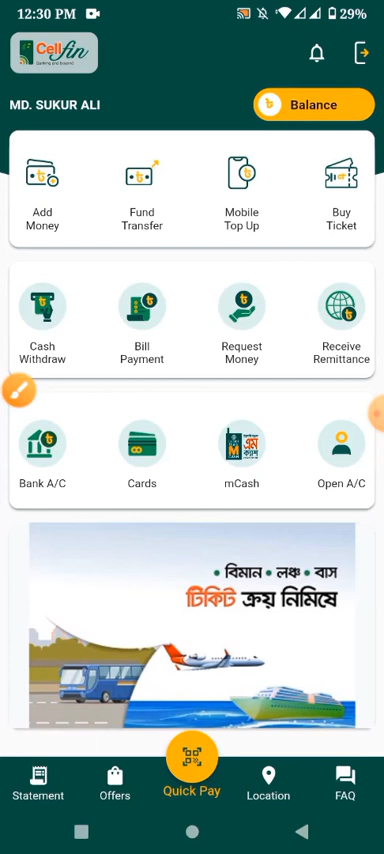 12:30 PM
29%
Cellfin
Banking and beyond
MD. SUKUR ALI
Balance
Add Money
Fund Transfer
Mobile Top Up
Buy Ticket
Cash Withdraw
Bill Payment
Request Money
Receive Remittance
Bank A/C
Cards
mCash
Open A/C
• বিমান • লঞ্চ • বাস
টিকিট ক্রয় নিমিষে
Statement
Offers
Quick Pay
Location
FAQ